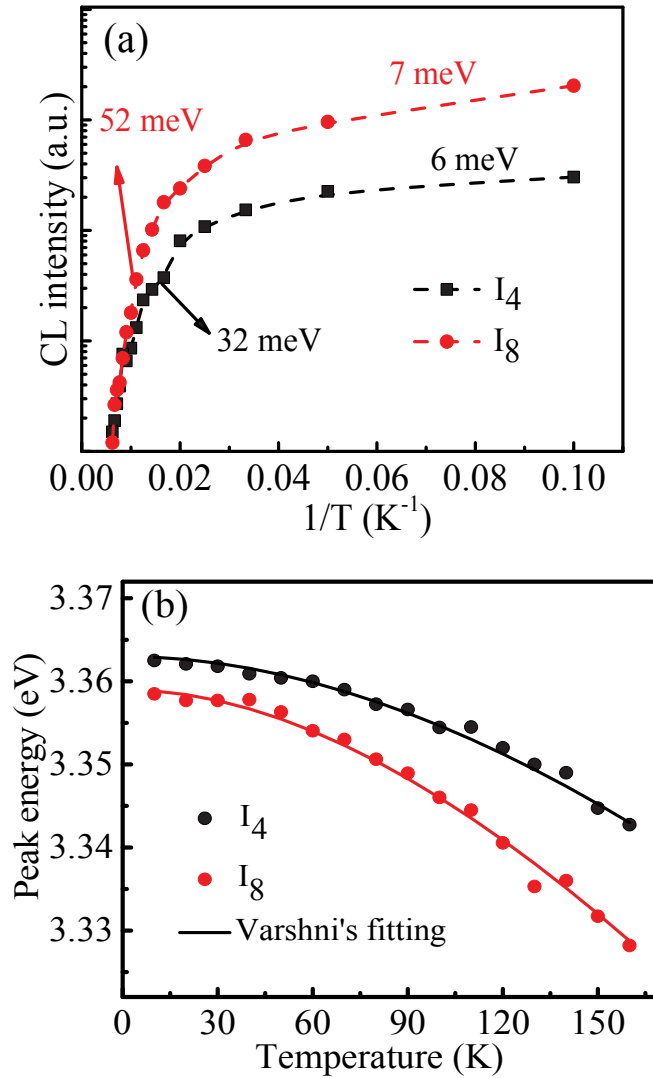 (a)
7 meV
52 meV
6 meV
32 meV
I4
I8
CL intensity (a.u.)
0.00 0.02 0.04 0.06 0.08 0.10
1/T (K-1)
(b)
3.37
3.36
3.35
3.34
3.33
Peak energy (eV)
I4
I8
Varshni's fitting
0 30 60 90 120 150
Temperature (K)